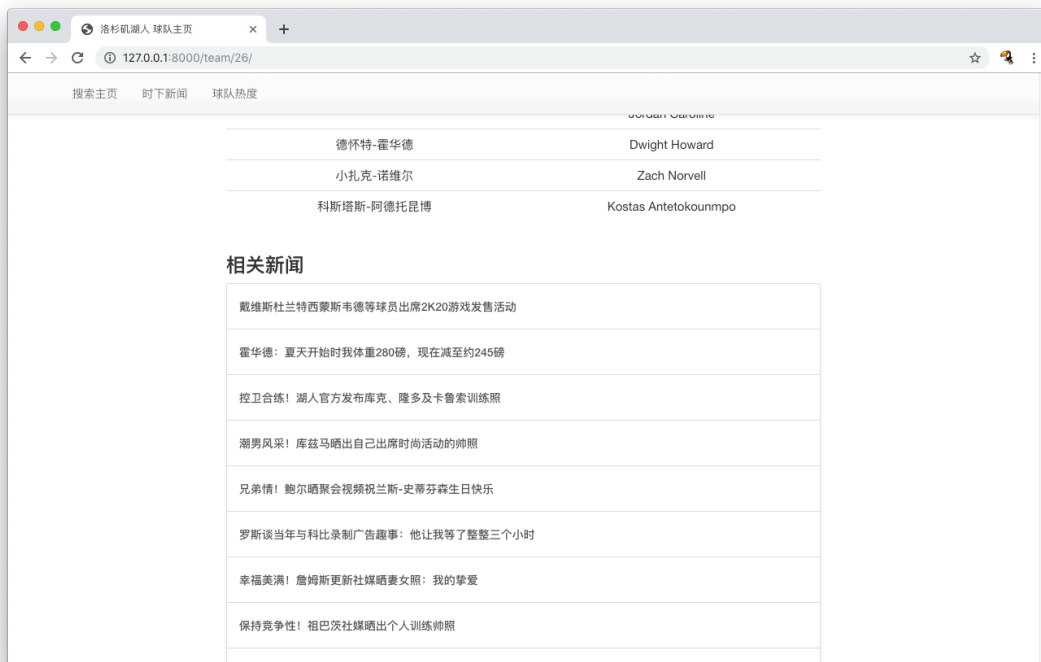 洛杉矶湖人 球队主页
127.0.0.1:8000/team/26/
搜索主页 时下新闻 球队热度
Jordan Caroline
德怀特-霍华德 Dwight Howard
小扎克-诺维尔 Zach Norvell
科斯塔斯-阿德托昆博 Kostas Antetokounmpo
相关新闻
戴维斯杜兰特西蒙斯韦德等球员出席2K20游戏发售活动
霍华德：夏天开始时我体重280磅，现在减至约245磅
控卫合练！湖人官方发布库克、隆多及卡鲁索训练照
潮男风采！库兹马晒出自己出席时尚活动的帅照
兄弟情！鲍尔晒聚会视频祝兰斯-史蒂芬森生日快乐
罗斯谈当年与科比录制广告趣事：他让我等了整整三个小时
幸福美满！詹姆斯更新社媒晒妻女照：我的挚爱
保持竞争性！祖巴茨社媒晒出个人训练帅照